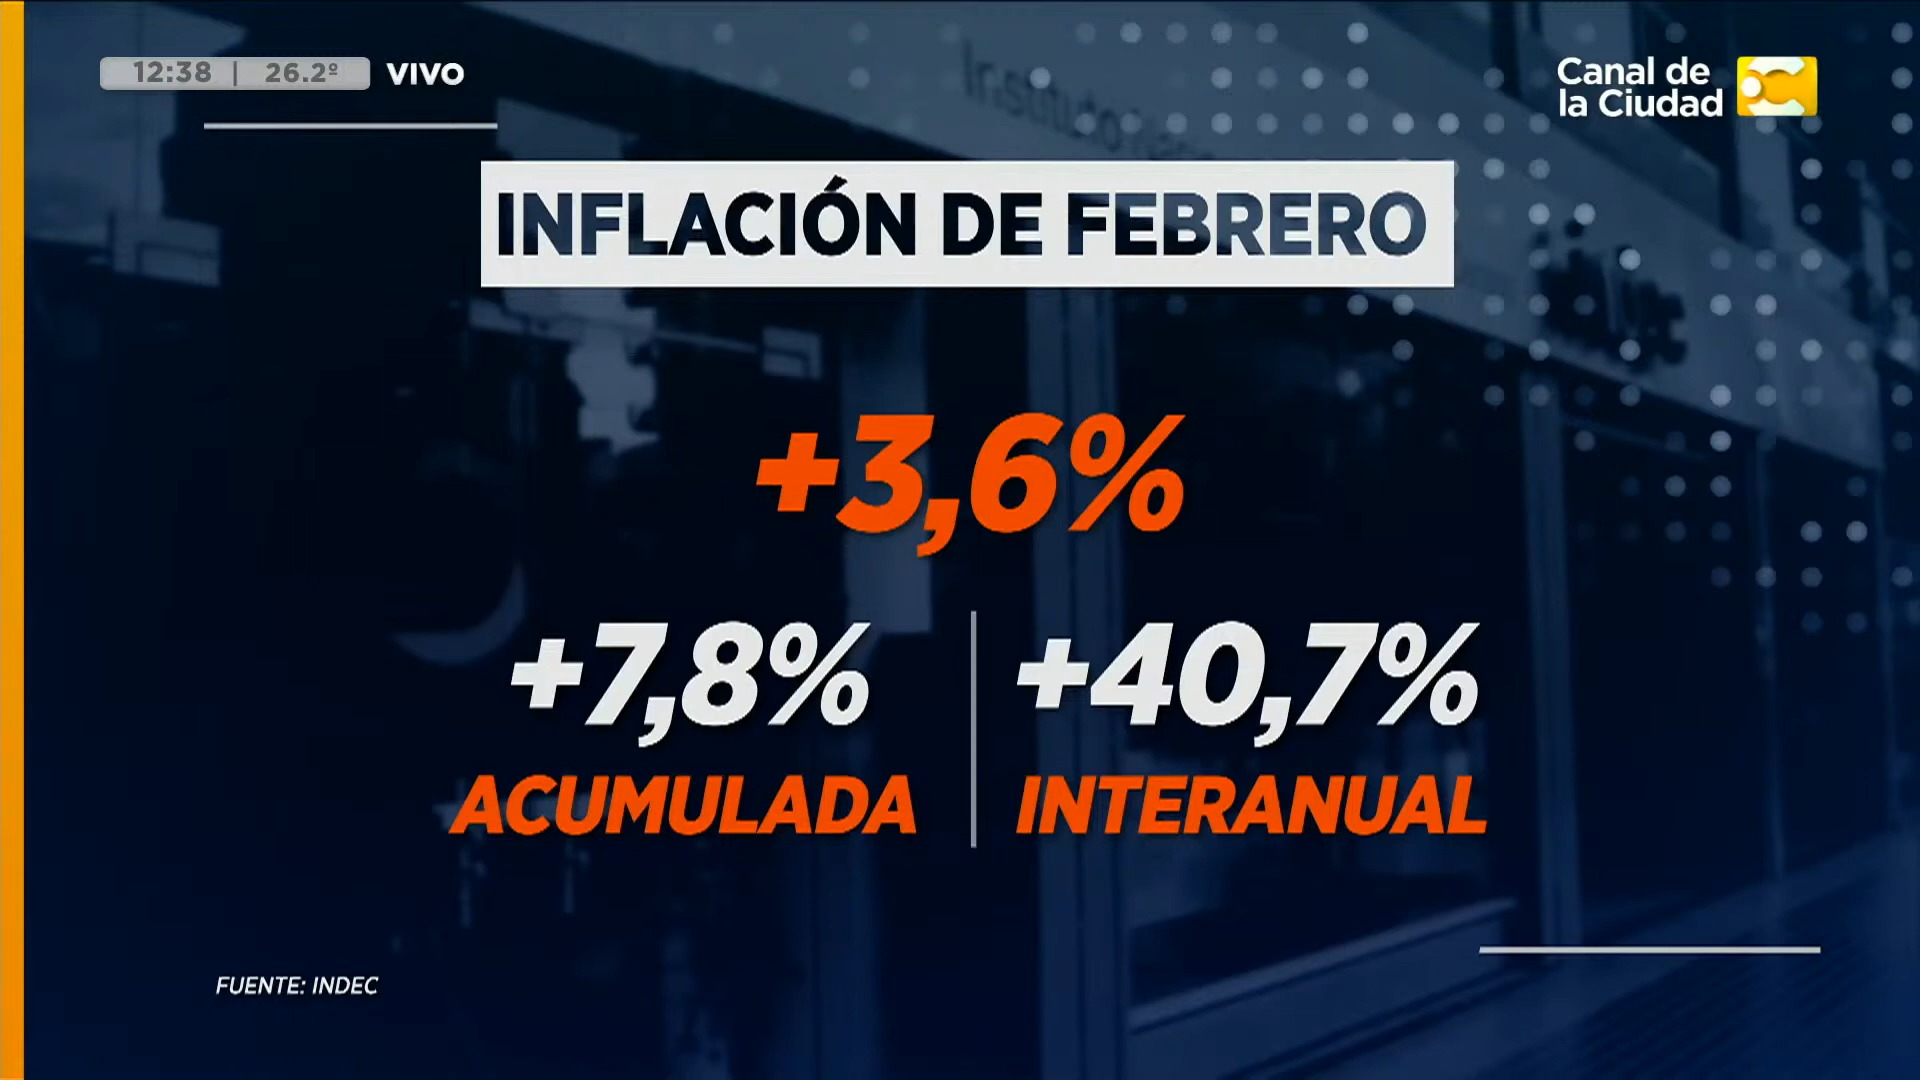 12:38 | 26.2º VIVO
Canal de
la Ciudad
INFLACIÓN DE FEBRERO
+3,6%
+7,8%
ACUMULADA
+40,7%
INTERANUAL
FUENTE: INDEC